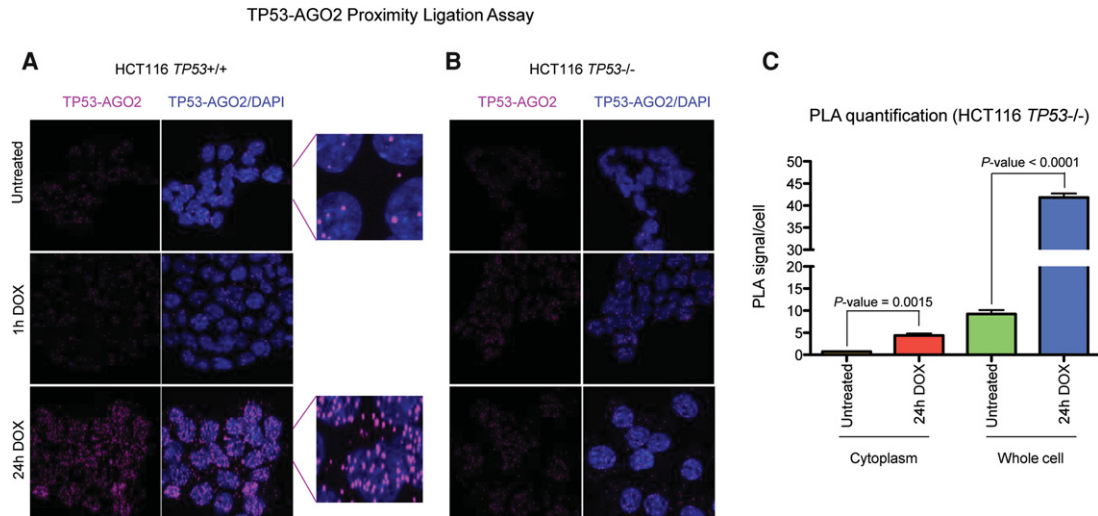 TP53-AGO2 Proximity Ligation Assay
A
HCT116 TP53+/+
TP53-AGO2
TP53-AGO2/DAPI
Untreated
1h DOX
24h DOX
B
HCT116 TP53-/-
TP53-AGO2
TP53-AGO2/DAPI
C
PLA quantification (HCT116 TP53-/-)
PLA signal/cell
50
45
40
35
30
20
15
10
5
0
P-value = 0.0015
P-value < 0.0001
Untreated
24h DOX
Untreated
24h DOX
Cytoplasm
Whole cell